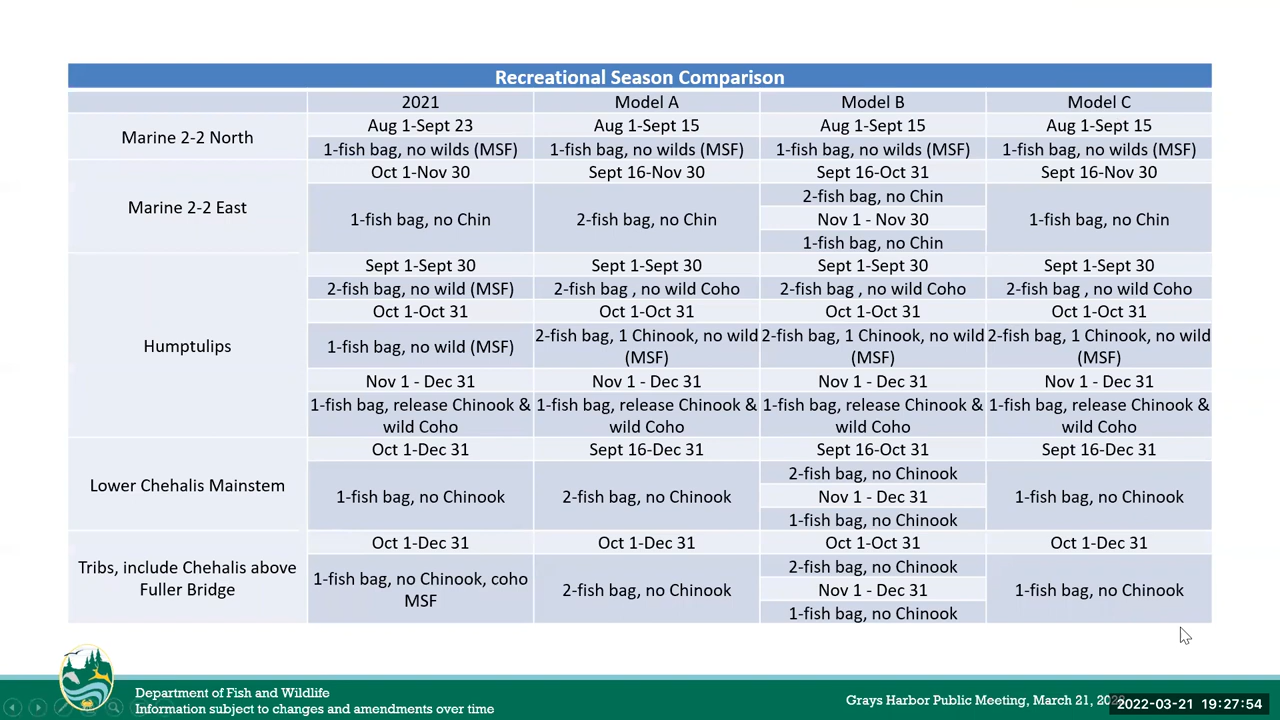 Recreational Season Comparison
2021 Model A Model B Model C
Marine 2-2 North
Aug 1-Sept 23 Aug 1-Sept 15 Aug 1-Sept 15 Aug 1-Sept 15
1-fish bag, no wilds (MSF) 1-fish bag, no wilds (MSF) 1-fish bag, no wilds (MSF) 1-fish bag, no wilds (MSF)
Marine 2-2 East
Oct 1-Nov 30 Sept 16-Nov 30 Sept 16-Oct 31 Sept 16-Nov 30
2-fish bag, no Chin
1-fish bag, no Chin 2-fish bag, no Chin Nov 1 - Nov 30 1-fish bag, no Chin
1-fish bag, no Chin
Humptulips
Sept 1-Sept 30 Sept 1-Sept 30 Sept 1-Sept 30 Sept 1-Sept 30
2-fish bag, no wild (MSF) 2-fish bag , no wild Coho 2-fish bag , no wild Coho 2-fish bag , no wild Coho
Oct 1-Oct 31 Oct 1-Oct 31 Oct 1-Oct 31 Oct 1-Oct 31
1-fish bag, no wild (MSF) 2-fish bag, 1 Chinook, no wild 2-fish bag, 1 Chinook, no wild 2-fish bag, 1 Chinook, no wild
(MSF) (MSF) (MSF)
Nov 1 - Dec 31 Nov 1 - Dec 31 Nov 1 - Dec 31 Nov 1 - Dec 31
1-fish bag, release Chinook & 1-fish bag, release Chinook & 1-fish bag, release Chinook & 1-fish bag, release Chinook &
wild Coho wild Coho wild Coho wild Coho
Lower Chehalis Mainstem
Oct 1-Dec 31 Sept 16-Dec 31 Sept 16-Oct 31 Sept 16-Dec 31
2-fish bag, no Chinook
1-fish bag, no Chinook 2-fish bag, no Chinook Nov 1 - Dec 31 1-fish bag, no Chinook
1-fish bag, no Chinook
Tribs, include Chehalis above
Fuller Bridge
Oct 1-Dec 31 Oct 1-Dec 31 Oct 1-Oct 31 Oct 1-Dec 31
2-fish bag, no Chinook
1-fish bag, no Chinook, coho 2-fish bag, no Chinook Nov 1 - Dec 31 1-fish bag, no Chinook
MSF
1-fish bag, no Chinook
Department of Fish and Wildlife
Information subject to changes and amendments over time
Grays Harbor Public Meeting, March 21,
2022-03-21 19:27:54